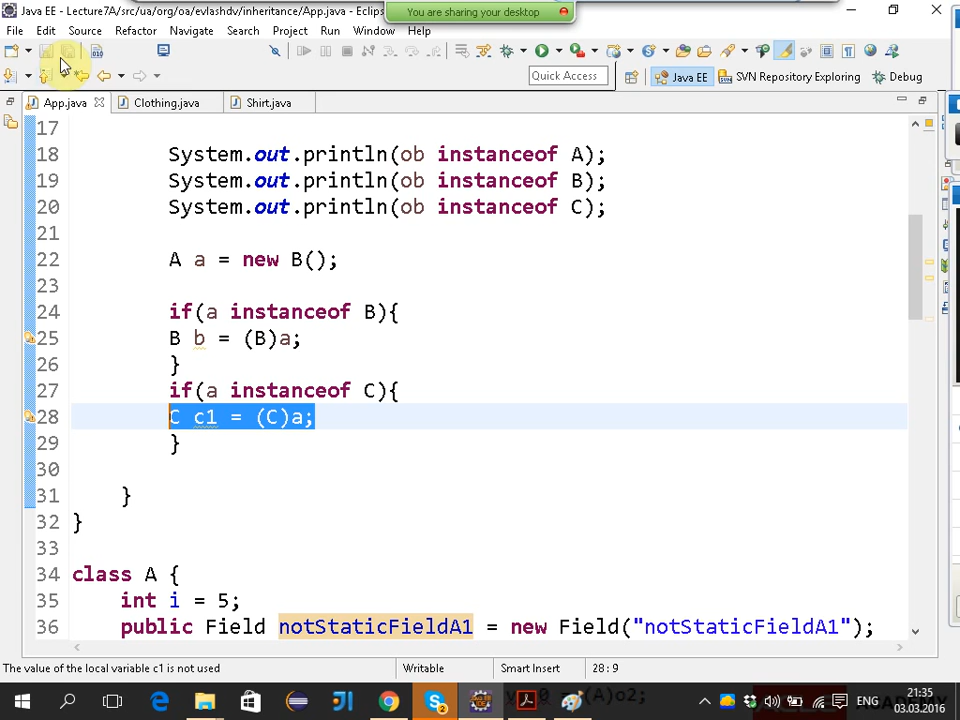 Java EE - Lecture7A/src/ua/org/oa/evlashdv/inheritance/App.java - Eclips
You are sharing your desktop
File Edit Source Refactor Navigate Search Project Run Window Help
Quick Access Java EE SVN Repository Exploring Debug
App.java Clothing.java Shirt.java
17
18 System.out.println(ob instanceof A);
19 System.out.println(ob instanceof B);
20 System.out.println(ob instanceof C);
21
22 A a = new B();
23
24 if(a instanceof B){
25 B b = (B)a;
26 }
27 if(a instanceof C){
28 C c1 = (C)a;
29 }
30
31 }
32 }
33
34 class A {
35 int i = 5;
36 public Field notStaticFieldA1 = new Field("notStaticFieldA1");
The value of the local variable c1 is not used Writable Smart Insert 28 : 9
= (A)o2;
ENG 21:35
03.03.2016